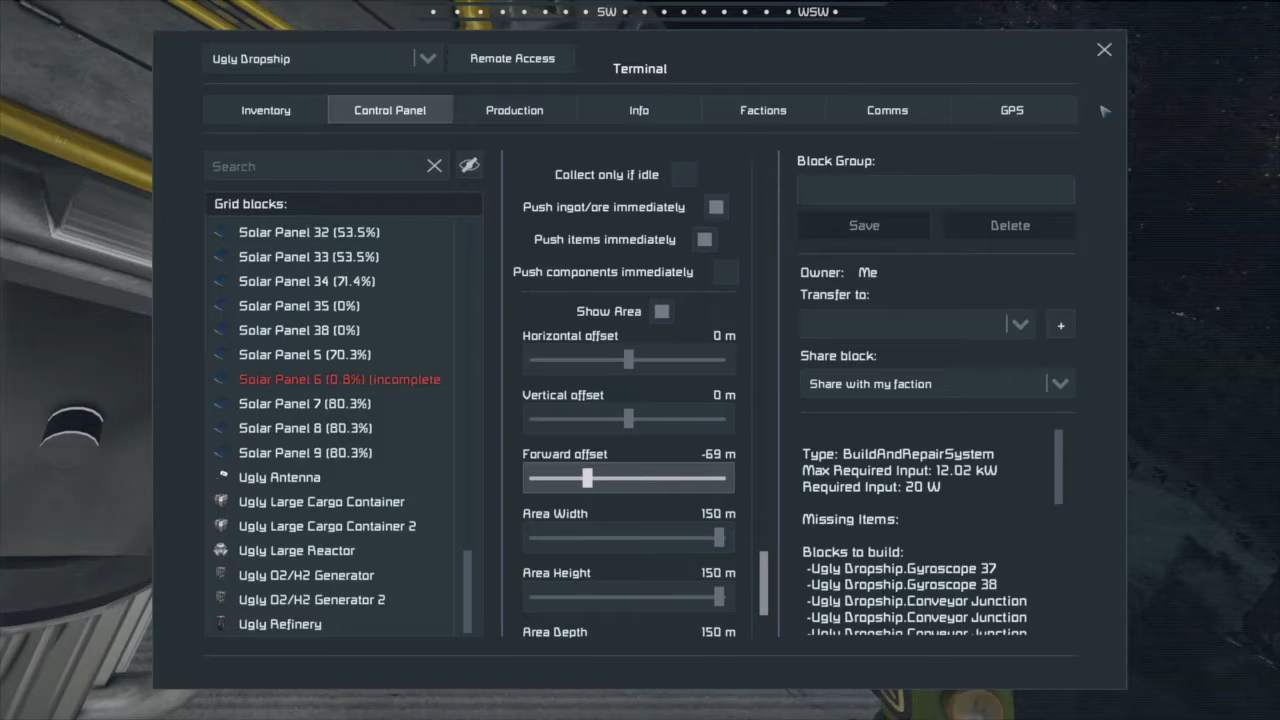 SW
WSW
Ugly Dropship
Remote Access
Terminal
Inventory
Control Panel
Production
Info
Factions
Comms
GPS
Search
Grid blocks:
Solar Panel 32 (53.5%)
Solar Panel 33 (53.5%)
Solar Panel 34 (71.4%)
Solar Panel 35 (0%)
Solar Panel 38 (0%)
Solar Panel 5 (70.3%)
Solar Panel 6 (0.8%) (incomplete
Solar Panel 7 (80.3%)
Solar Panel 8 (80.3%)
Solar Panel 9 (80.3%)
Ugly Antenna
Ugly Large Cargo Container
Ugly Large Cargo Container 2
Ugly Large Reactor
Ugly O2/H2 Generator
Ugly O2/H2 Generator 2
Ugly Refinery
Collect only if idle
Push ingot/ore immediately
Push items immediately
Push components immediately
Show Area
Horizontal offset 0 m
Vertical offset 0 m
Forward offset -69 m
Area Width 150 m
Area Height 150 m
Area Depth 150 m
Block Group:
Save
Delete
Owner: Me
Transfer to:
+
Share block:
Share with my faction
Type: BuildAndRepairSystem
Max Required Input: 12.02 kW
Required Input: 20 W
Missing Items:
Blocks to build:
-Ugly Dropship.Gyroscope 37
-Ugly Dropship.Gyroscope 38
-Ugly Dropship.Conveyor Junction
-Ugly Dropship.Conveyor Junction
-Ugly Dropship.Conveyor Junction